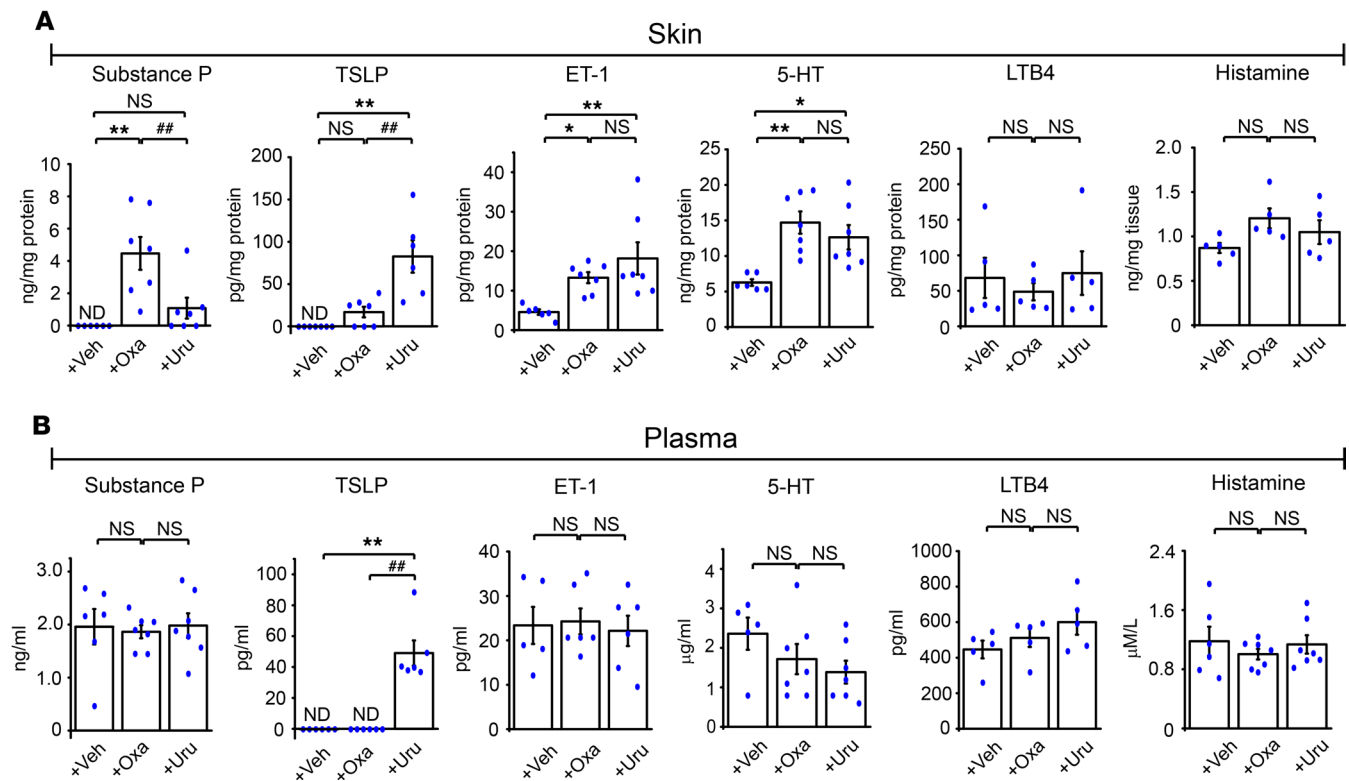 A
Skin
Substance P TSLP ET-1 5-HT LTB4 Histamine
NS ** ** * NS NS NS NS
** ## NS ## * NS ** NS
10 8 6 4 2 0 ng/mg protein ND
200 150 100 50 0 pg/mg protein ND
40 30 20 10 0 pg/mg protein
25 20 15 10 5 0 ng/mg protein
250 200 150 100 50 0 pg/mg protein
2.0 1.5 1.0 0.5 0 ng/mg tissue
+Veh +Oxa +Uru +Veh +Oxa +Uru +Veh +Oxa +Uru +Veh +Oxa +Uru +Veh +Oxa +Uru +Veh +Oxa +Uru
B
Plasma
Substance P TSLP ET-1 5-HT LTB4 Histamine
NS NS ** ## NS NS NS NS NS NS NS NS
3.0 2.0 1.0 0 ng/ml
100 80 60 40 20 0 pg/ml ND ND
40 30 20 10 0 pg/ml
4 3 2 1 0 µg/ml
1000 800 600 400 200 0 pg/ml
2.4 1.6 0.8 0 µM/L
+Veh +Oxa +Uru +Veh +Oxa +Uru +Veh +Oxa +Uru +Veh +Oxa +Uru +Veh +Oxa +Uru +Veh +Oxa +Uru